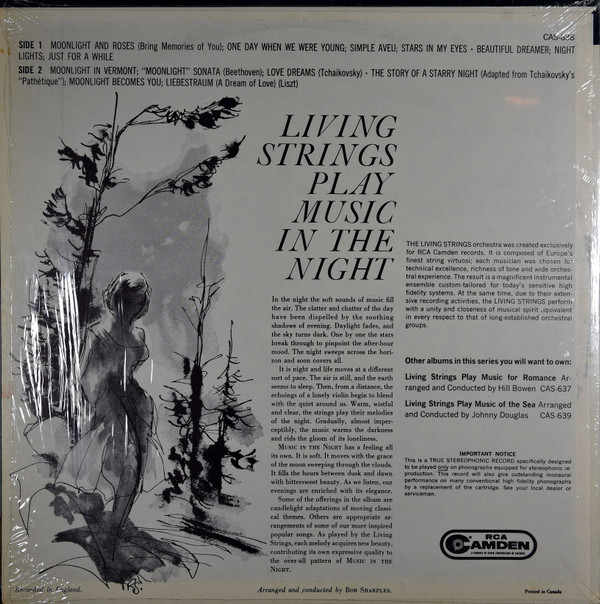 CAS-638
SIDE 1 MOONLIGHT AND ROSES (Bring Memories of You); ONE DAY WHEN WE WERE YOUNG; SIMPLE AVEU; STARS IN MY EYES • BEAUTIFUL DREAMER; NIGHT
LIGHTS; JUST FOR A WHILE
SIDE 2 MOONLIGHT IN VERMONT; "MOONLIGHT" SONATA (Beethoven); LOVE DREAMS (Tchaikovsky) • THE STORY OF A STARRY NIGHT (Adapted from Tchaikovsky's
"Pathétique"); MOONLIGHT BECOMES YOU; LIEBESTRAUM (A Dream of Love) (Liszt)
LIVING
STRINGS
PLAY
MUSIC
IN THE
NIGHT
In the night the soft sounds of music fill
the air. The clatter and chatter of the day
have been dispelled by the soothing
shadows of evening. Daylight fades, and
the sky turns dark. One by one the stars
break through to pinpoint the after-hour
mood. The night sweeps across the hori-
zon and soon covers all.
It is night and life moves at a different
sort of pace. The air is still, and the earth
seems to sleep. Then, from a distance, the
echoings of a lonely violin begin to blend
with the quiet around us. Warm, wistful
and clear, the strings play their melodies
of the night. Gradually, almost imper-
ceptibly, the music warms the darkness
and rids the gloom of its loneliness.
MUSIC IN THE NIGHT has a feeling all
its own. It is soft. It moves with the grace
of the moon sweeping through the clouds.
It fills the hours between dusk and dawn
with bittersweet beauty. As we listen, our
evenings are enriched with its elegance.
Some of the offerings in the album are
candlelight adaptations of moving classi-
cal themes. Others are appropriate ar-
rangements of some of our more inspired
popular songs. As played by the Living
Strings, each melody acquires new beauty,
contributing its own expressive quality to
the over-all pattern of MUSIC IN THE
NIGHT.
THE LIVING STRINGS orchestra was created exclusively
for RCA Camden records. It is composed of Europe's
finest string virtuosi; each musician was chosen for
technical excellence, richness of tone and wide orches-
tral experience. The result is a magnificent instrumental
ensemble custom-tailored for today's sensitive high
fidelity systems. At the same time, due to their exten-
sive recording activities, the LIVING STRINGS perform
with a unity and closeness of musical spirit equivalent
in every respect to that of long-established orchestral
groups.
Other albums in this series you will want to own:
Living Strings Play Music for Romance Ar-
ranged and Conducted by Hill Bowen CAS-637
Living Strings Play Music of the Sea Arranged
and Conducted by Johnny Douglas CAS-639
IMPORTANT NOTICE
This is a TRUE STEREOPHONIC RECORD specifically designed
to be played only on phonographs equipped for stereophonic re-
production. This record will also give outstanding monaural
performance on many conventional high fidelity phonographs
by a replacement of the cartridge. See your local dealer or
serviceman.
RCA
CAMDEN
Recorded in England.
Arranged and conducted by BOB SHARPLES.
Printed in Canada